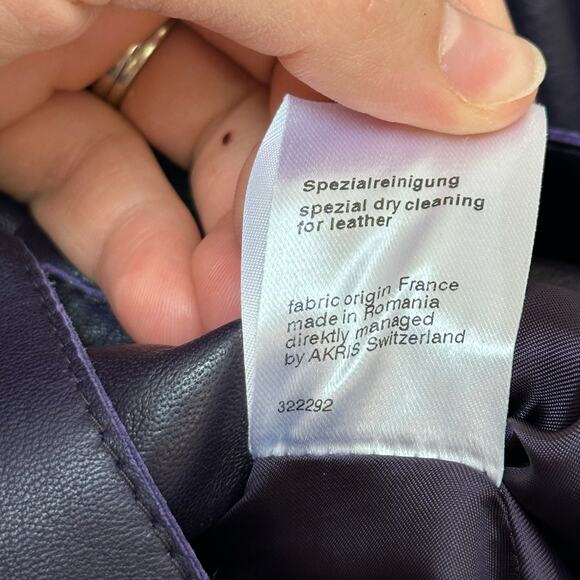 Spezialreinigung
spezial dry cleaning
for leather
fabric origin France
made in Romania
direktly managed
by AKRIS Switzerland
322292